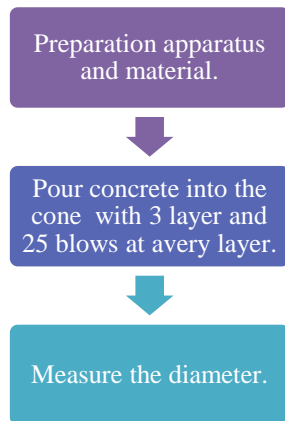 Preparation apparatus
and material.
Pour concrete into the
cone with 3 layer and
25 blows at avery layer.
Measure the diameter.